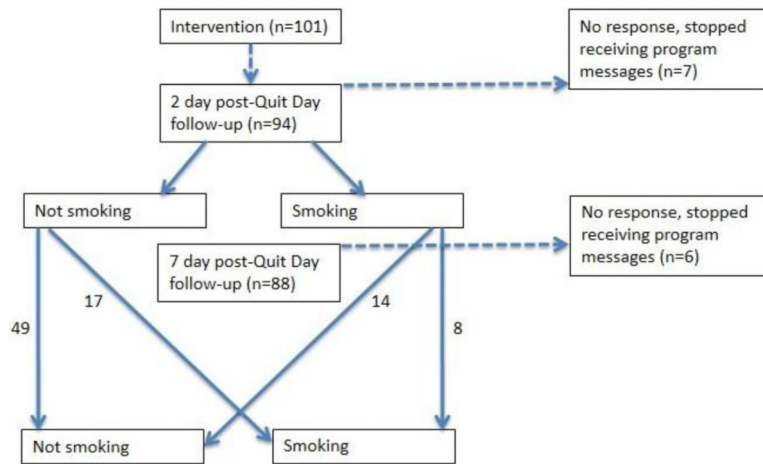 Intervention (n=101)
No response, stopped
receiving program
messages (n=7)
2 day post-Quit Day
follow-up (n=94)
Not smoking
Smoking
No response, stopped
receiving program
messages (n=6)
7 day post-Quit Day
follow-up (n=88)
17
14
49
8
Not smoking
Smoking